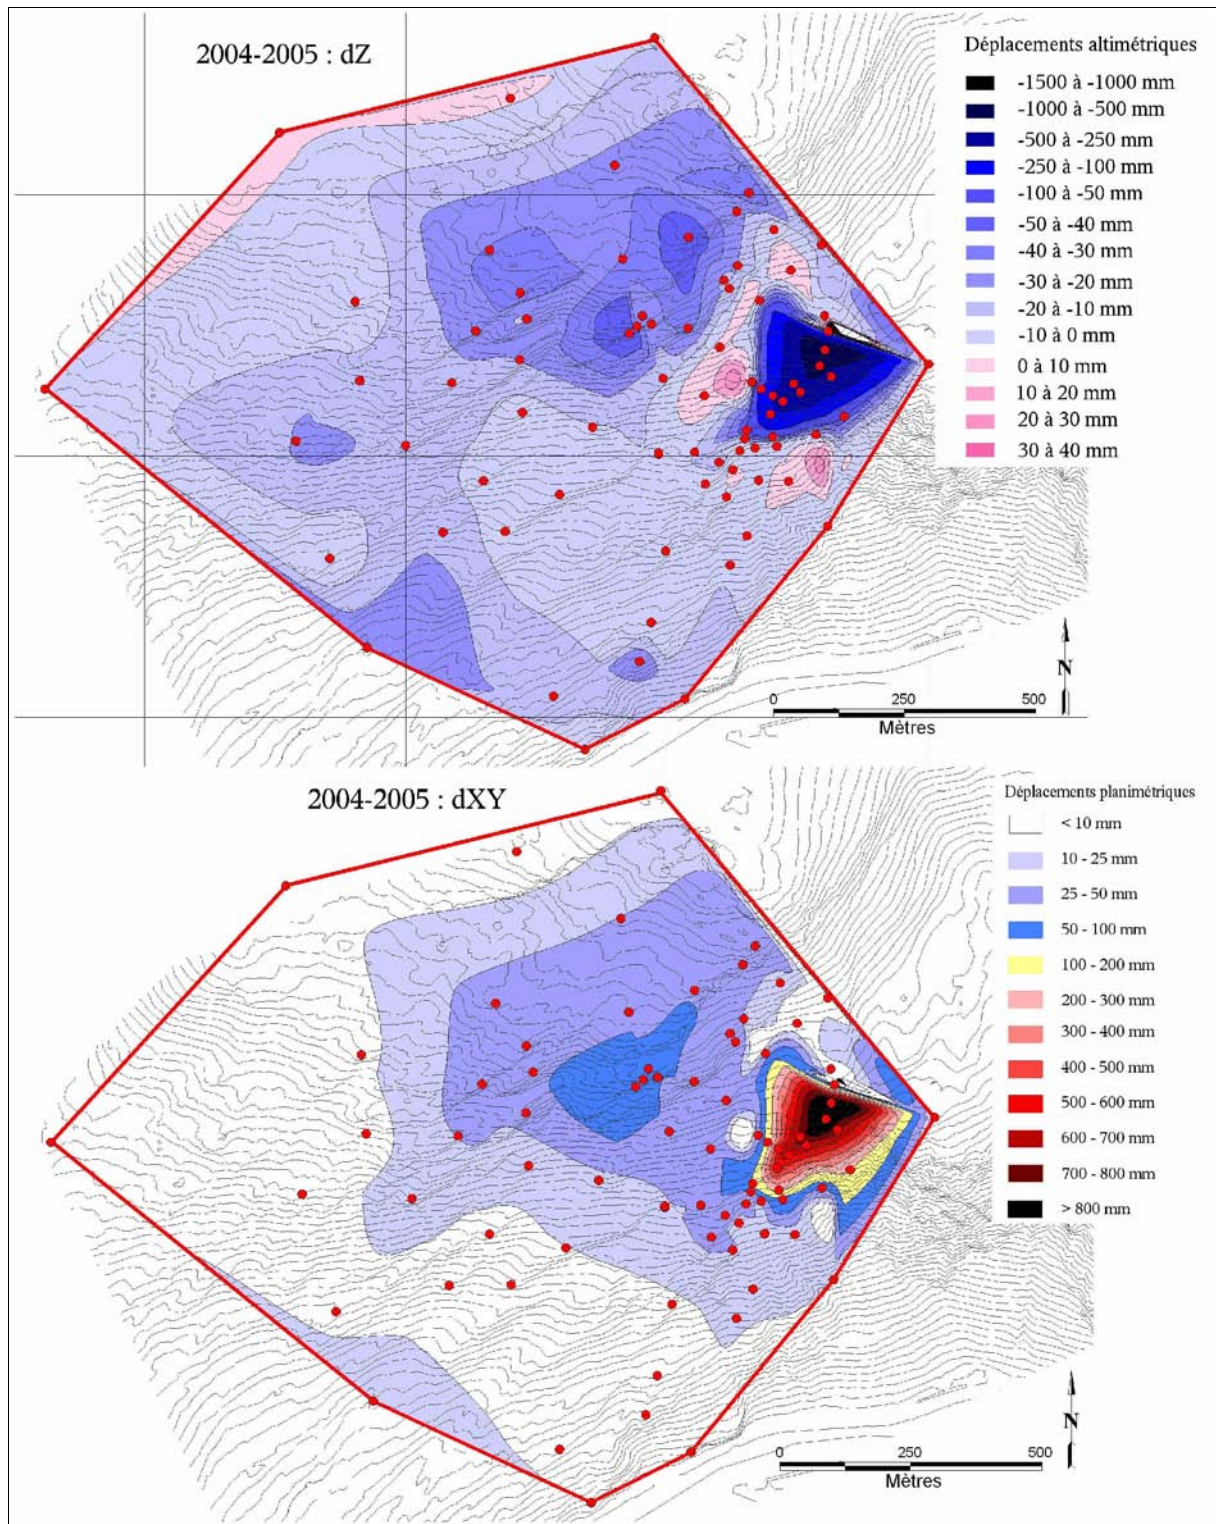 2004-2005 : dZ
Déplacements altimétriques
-1500 à -1000 mm
-1000 à -500 mm
-500 à -250 mm
-250 à -100 mm
-100 à -50 mm
-50 à -40 mm
-40 à -30 mm
-30 à -20 mm
-20 à -10 mm
-10 à 0 mm
0 à 10 mm
10 à 20 mm
20 à 30 mm
30 à 40 mm
N
0 250 500
Mètres
2004-2005 : dXY
Déplacements planimétriques
< 10 mm
10 - 25 mm
25 - 50 mm
50 - 100 mm
100 - 200 mm
200 - 300 mm
300 - 400 mm
400 - 500 mm
500 - 600 mm
600 - 700 mm
700 - 800 mm
> 800 mm
N
0 250 500
Mètres